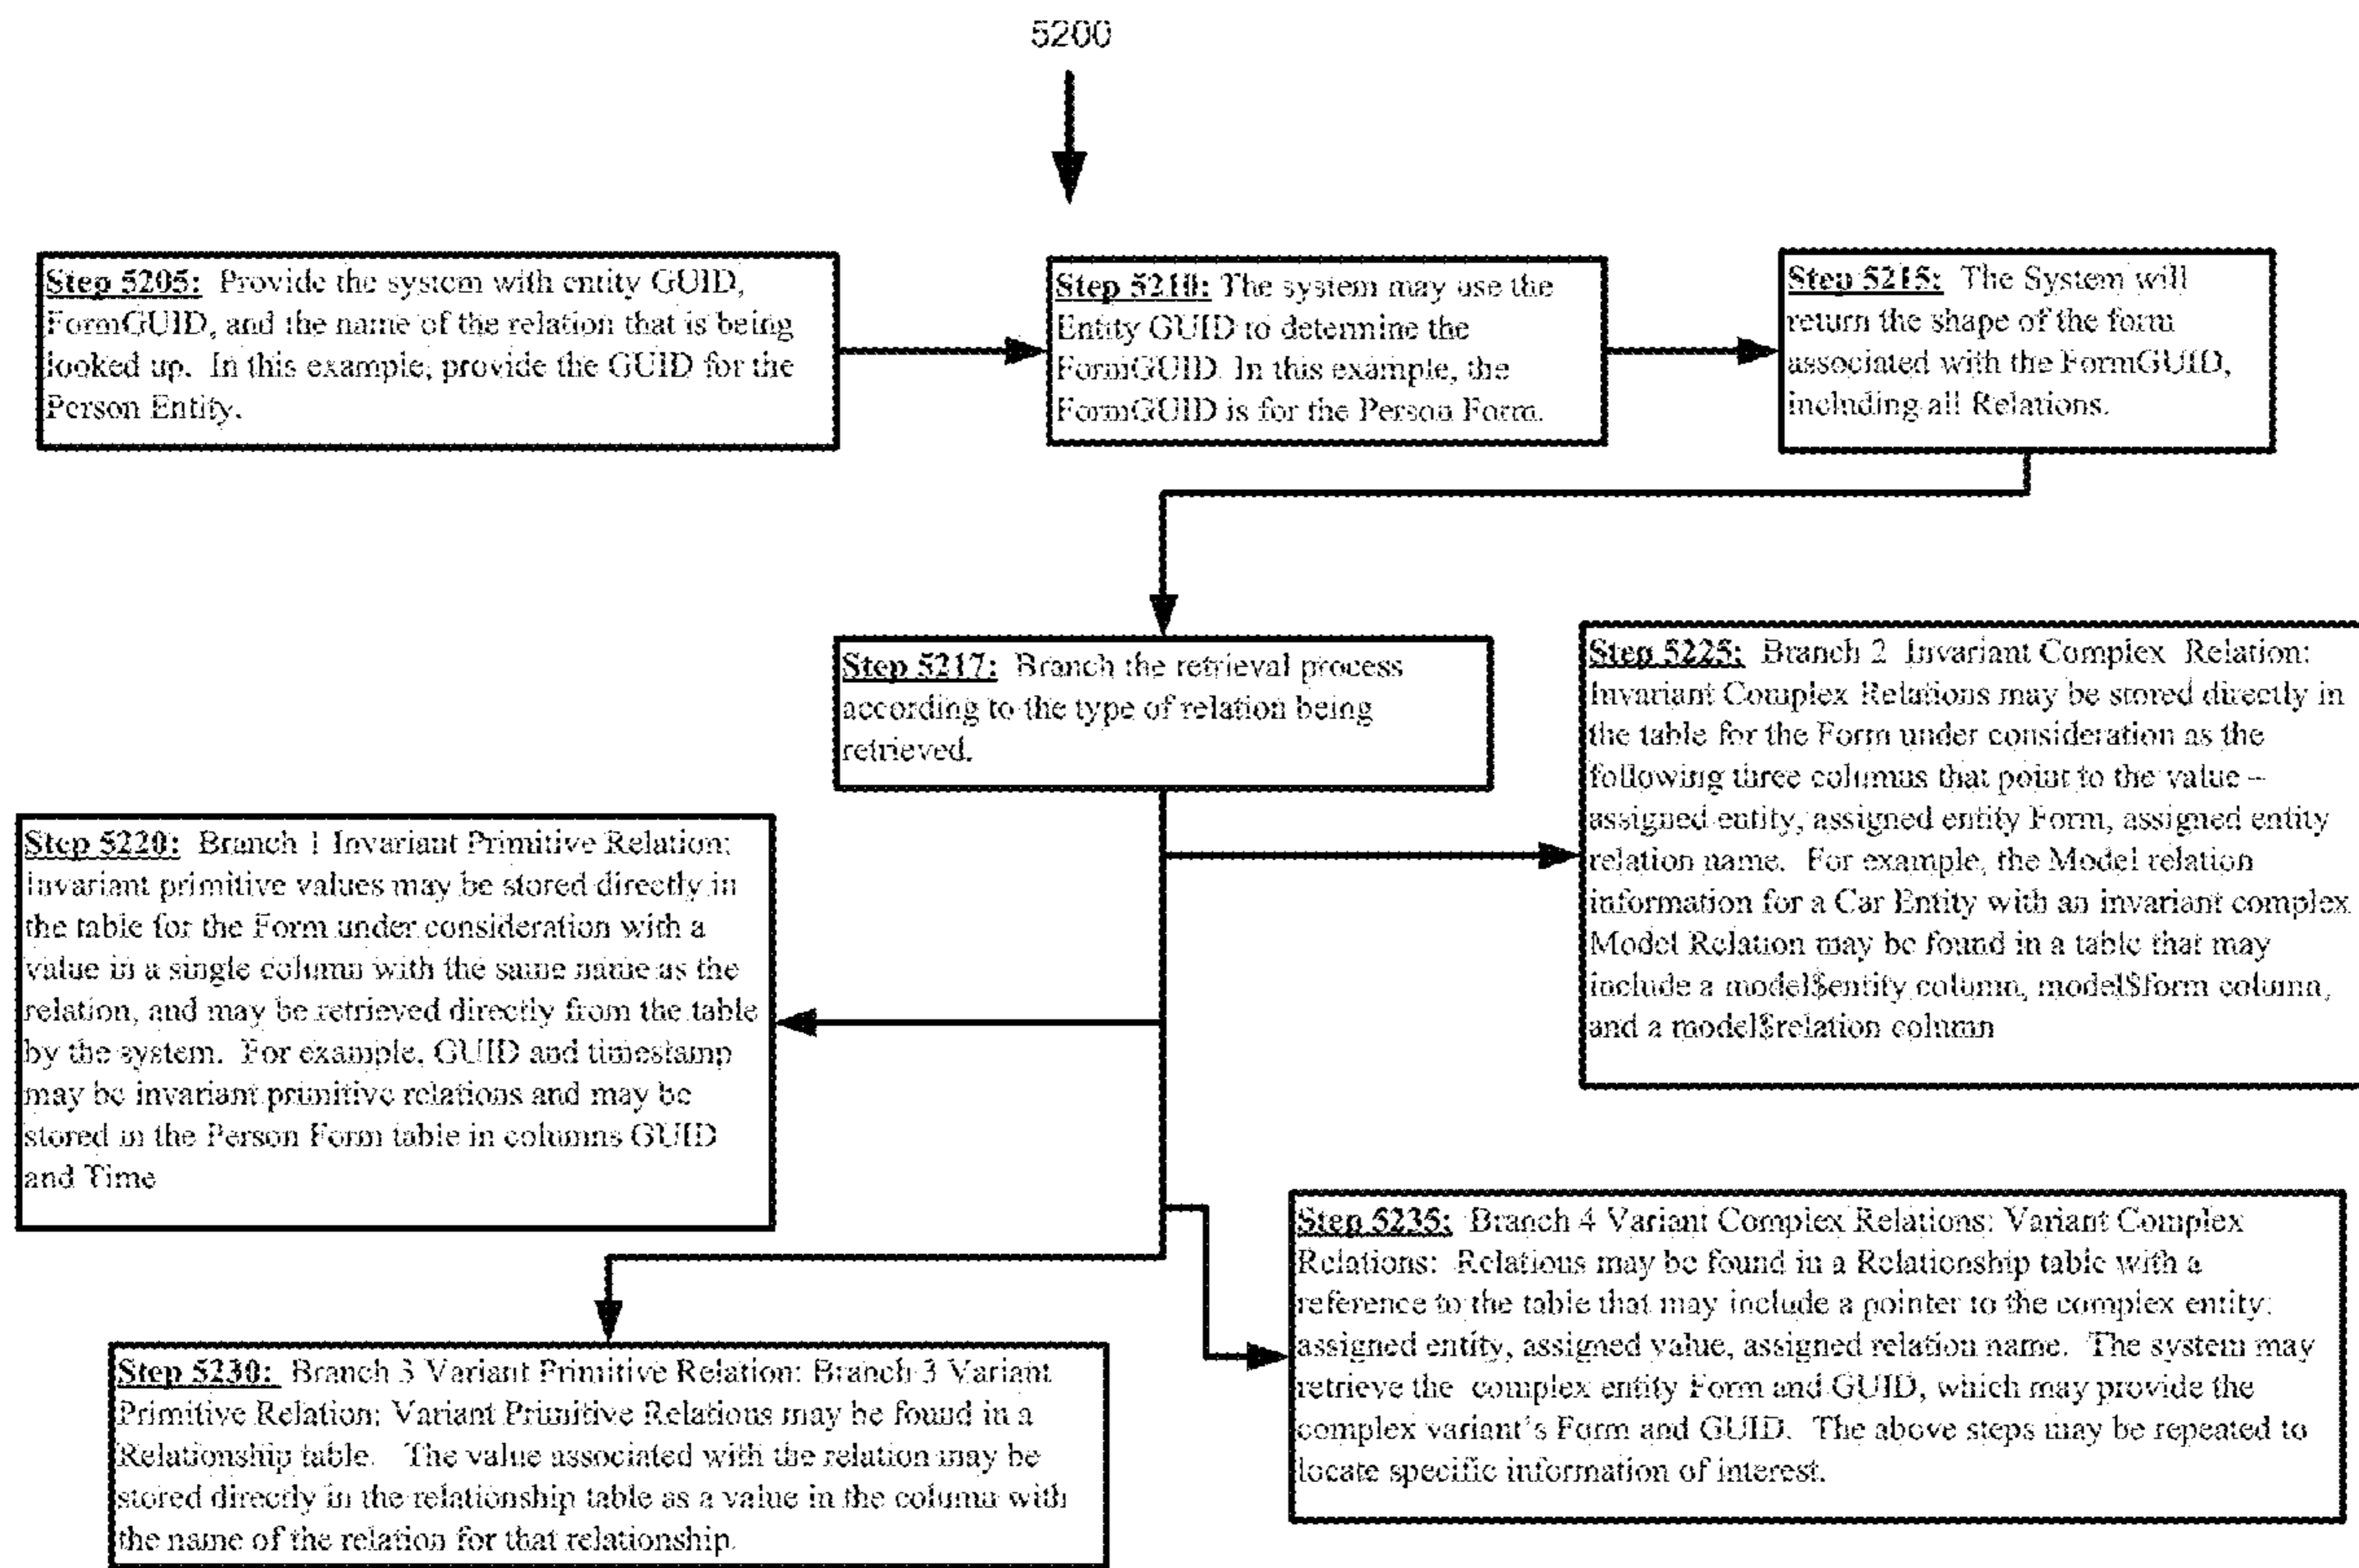 5200
Step 5205: Provide the system with entity GUID,
FormGUID, and the name of the relation that is being
looked up. In this example, provide the GUID for the
Person Entity.
Step 5210: The system may use the
Entity GUID to determine the
FormGUID. In this example, the
FormGUID is for the Person Form.
Step 5215: The System will
return the shape of the form
associated with the FormGUID,
including all Relations.
Step 5217: Branch the retrieval process
according to the type of relation being
retrieved.
Step 5220: Branch 1 Invariant Primitive Relation:
Invariant primitive values may be stored directly in
the table for the Form under consideration with a
value in a single column with the same name as the
relation, and may be retrieved directly from the table
by the system. For example, GUID and timestamp
may be invariant primitive relations and may be
stored in the Person Form table in columns GUID
and Time
Step 5225: Branch 2 Invariant Complex Relation:
Invariant Complex Relations may be stored directly in
the table for the Form under consideration as the
following three columns that point to the value –
assigned entity, assigned entity Form, assigned entity
relation name. For example, the Model relation
information for a Car Entity with an invariant complex
Model Relation may be found in a table that may
include a model$entity column, model$form column,
and a model$relation column
Step 5230: Branch 3 Variant Primitive Relation: Branch 3 Variant
Primitive Relation: Variant Primitive Relations may be found in a
Relationship table. The value associated with the relation may be
stored directly in the relationship table as a value in the column with
the name of the relation for that relationship.
Step 5235: Branch 4 Variant Complex Relations: Variant Complex
Relations: Relations may be found in a Relationship table with a
reference to the table that may include a pointer to the complex entity:
assigned entity, assigned value, assigned relation name. The system may
retrieve the complex entity Form and GUID, which may provide the
complex variant's Form and GUID. The above steps may be repeated to
locate specific information of interest.